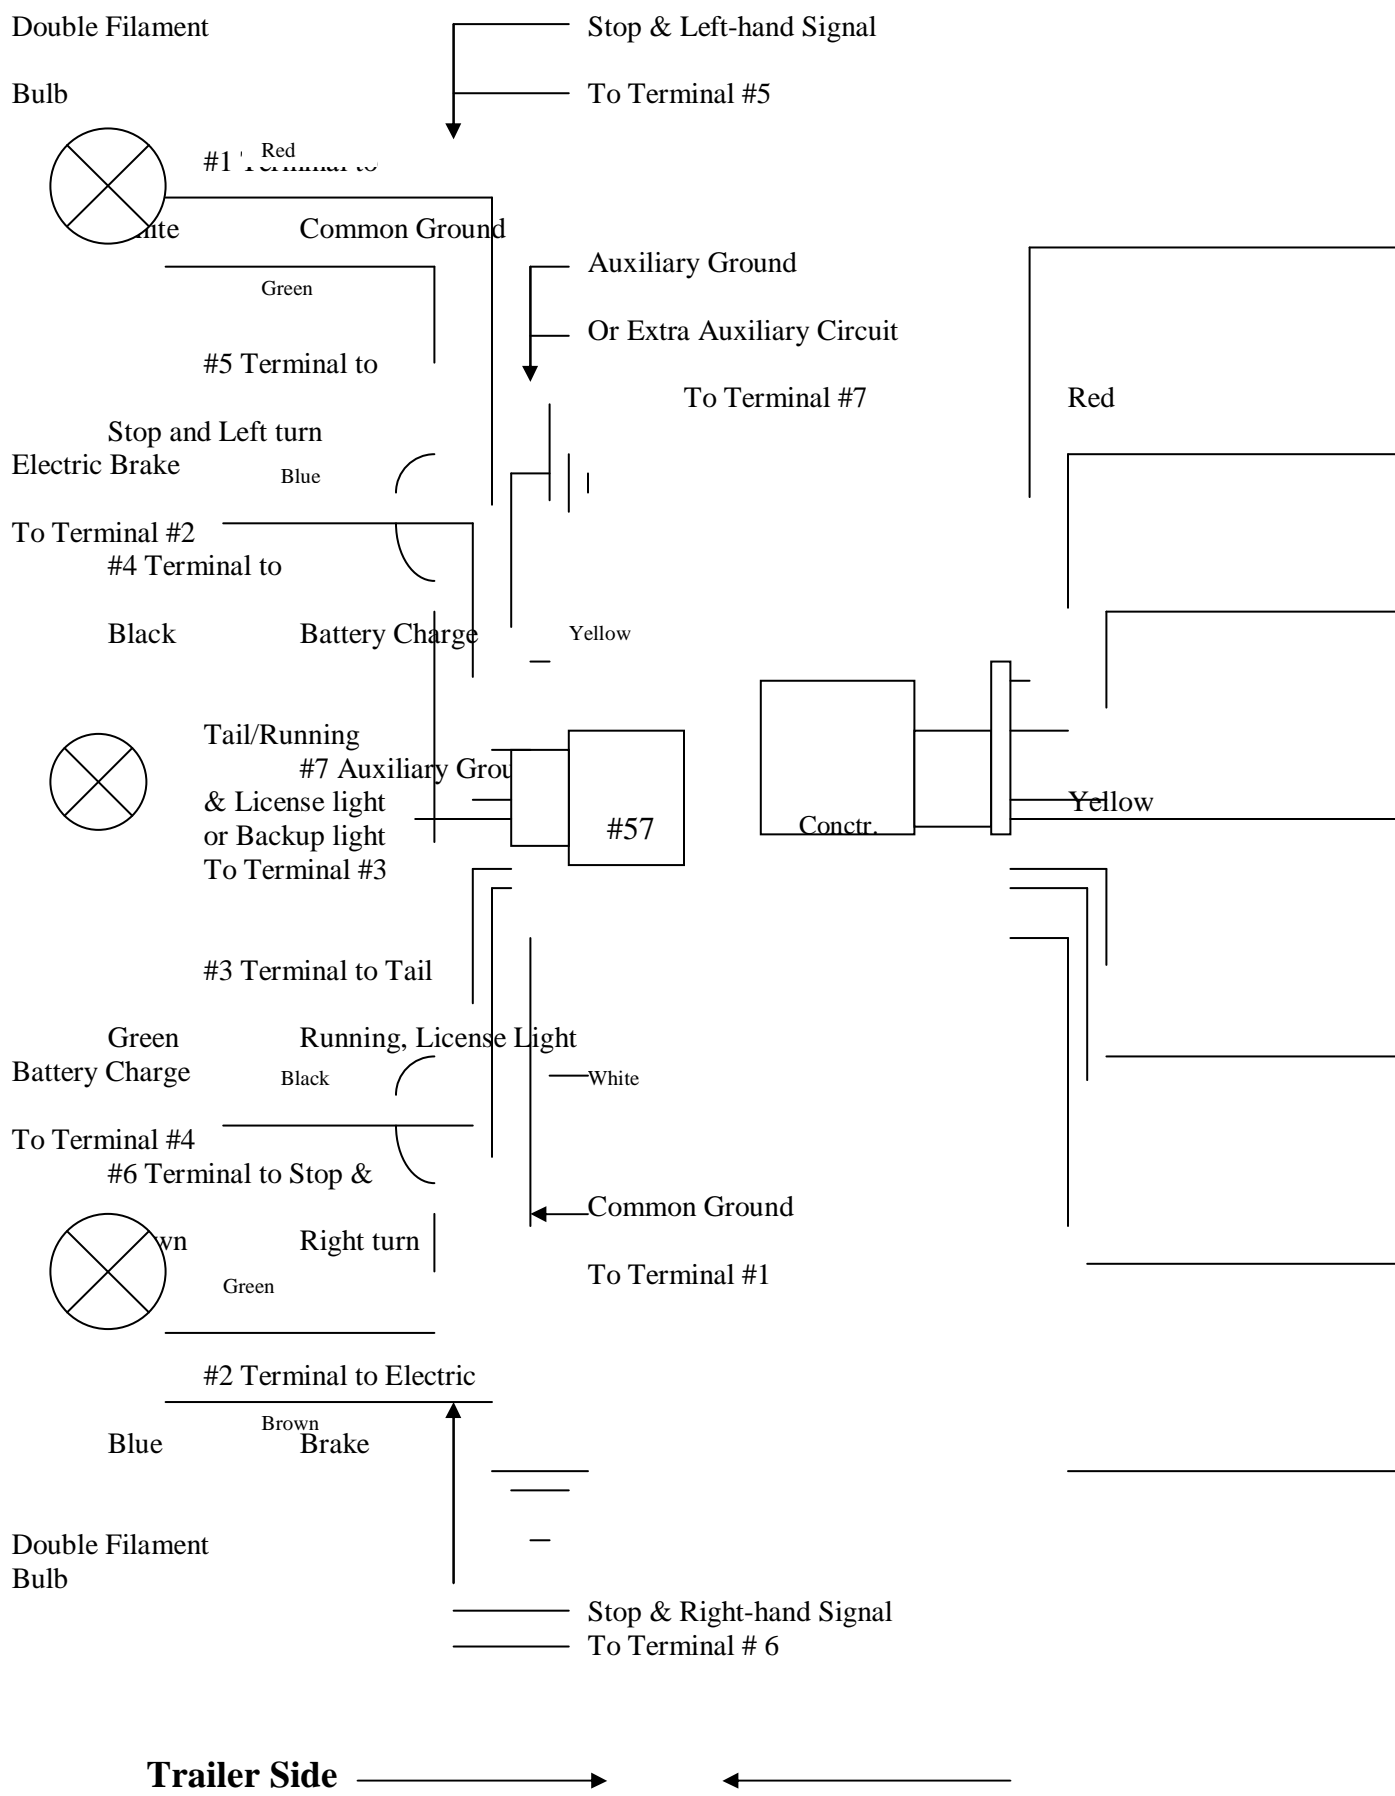 Double Filament
Stop & Left-hand Signal
Bulb
To Terminal #5
Red
#1 Terminal to
Common Ground
Auxiliary Ground
Green
Or Extra Auxiliary Circuit
#5 Terminal to
To Terminal #7
Red
Stop and Left turn
Electric Brake
Blue
To Terminal #2
#4 Terminal to
Black
Battery Charge
Yellow
Tail/Running
#7 Auxiliary
& License light
Yellow
or Backup light
#57
Conctr.
To Terminal #3
#3 Terminal to Tail
Green
Running, License Light
Battery Charge
Black
White
To Terminal #4
#6 Terminal to Stop &
Common Ground
Right turn
To Terminal #1
Green
#2 Terminal to Electric
Brown
Blue
Brake
Double Filament
Bulb
Stop & Right-hand Signal
To Terminal # 6
Trailer Side